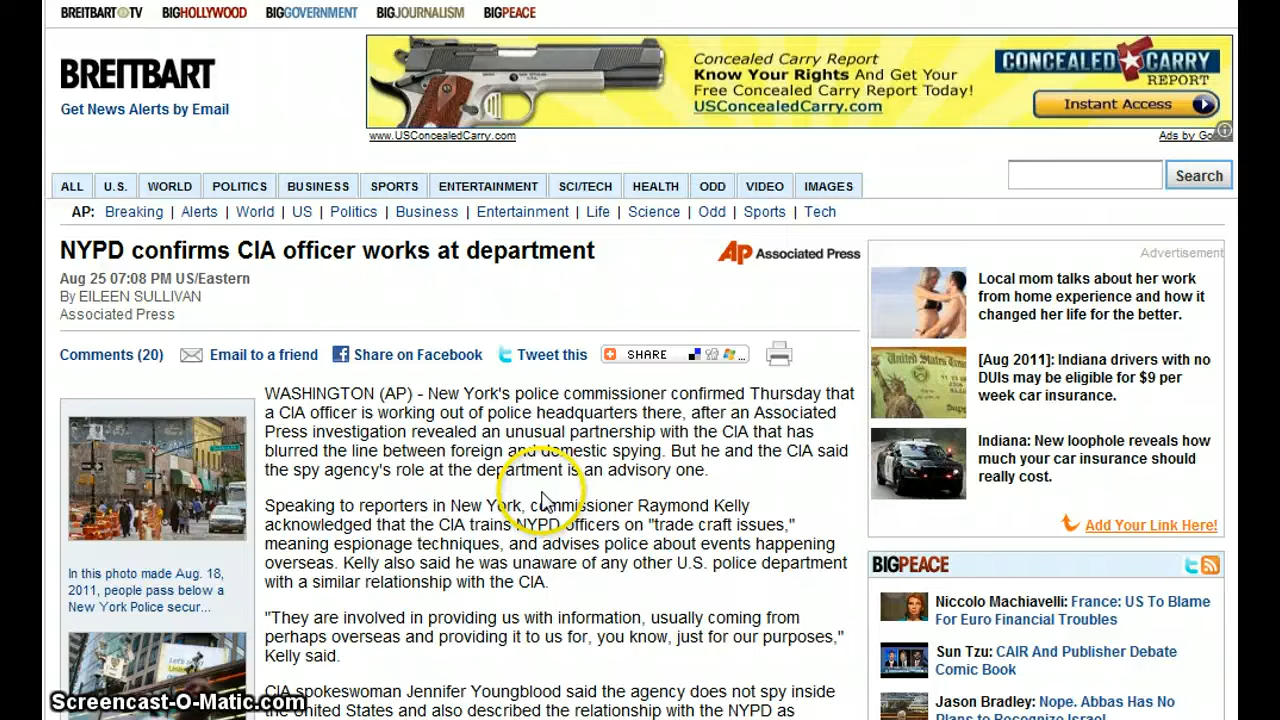 BREITBART TV BIGHOLLYWOOD BIGGOVERNMENT BIGJOURNALISM BIGPEACE
BREITBART
Get News Alerts by Email
Concealed Carry Report
Know Your Rights And Get Your
Free Concealed Carry Report Today!
USConcealedCarry.com
CONCEALED CARRY
REPORT
Instant Access
www.USConcealedCarry.com
Ads by Go
Search
ALL U.S. WORLD POLITICS BUSINESS SPORTS ENTERTAINMENT SCI/TECH HEALTH ODD VIDEO IMAGES
AP: Breaking | Alerts | World | US | Politics | Business | Entertainment | Life | Science | Odd | Sports | Tech
NYPD confirms CIA officer works at department
AP Associated Press
Aug 25 07:08 PM US/Eastern
By EILEEN SULLIVAN
Associated Press
Comments (20) Email to a friend Share on Facebook Tweet this SHARE ...
WASHINGTON (AP) - New York's police commissioner confirmed Thursday that
a CIA officer is working out of police headquarters there, after an Associated
Press investigation revealed an unusual partnership with the CIA that has
blurred the line between foreign and domestic spying. But he and the CIA said
the spy agency's role at the department is an advisory one.
Speaking to reporters in New York, commissioner Raymond Kelly
acknowledged that the CIA trains NYPD officers on "trade craft issues,"
meaning espionage techniques, and advises police about events happening
overseas. Kelly also said he was unaware of any other U.S. police department
with a similar relationship with the CIA.
"They are involved in providing us with information, usually coming from
perhaps overseas and providing it to us for, you know, just for our purposes,"
Kelly said.
CIA spokeswoman Jennifer Youngblood said the agency does not spy inside
the United States and also described the relationship with the NYPD as
In this photo made Aug. 18,
2011, people pass below a
New York Police secur...
Advertisement
Local mom talks about her work
from home experience and how it
changed her life for the better.
[Aug 2011]: Indiana drivers with no
DUIs may be eligible for $9 per
week car insurance.
Indiana: New loophole reveals how
much your car insurance should
really cost.
Add Your Link Here!
BIGPEACE
Niccolo Machiavelli: France: US To Blame
For Euro Financial Troubles
Sun Tzu: CAIR And Publisher Debate
Comic Book
Jason Bradley: Nope. Abbas Has No
Plans to Recognize Israel
Screencast-O-Matic.com